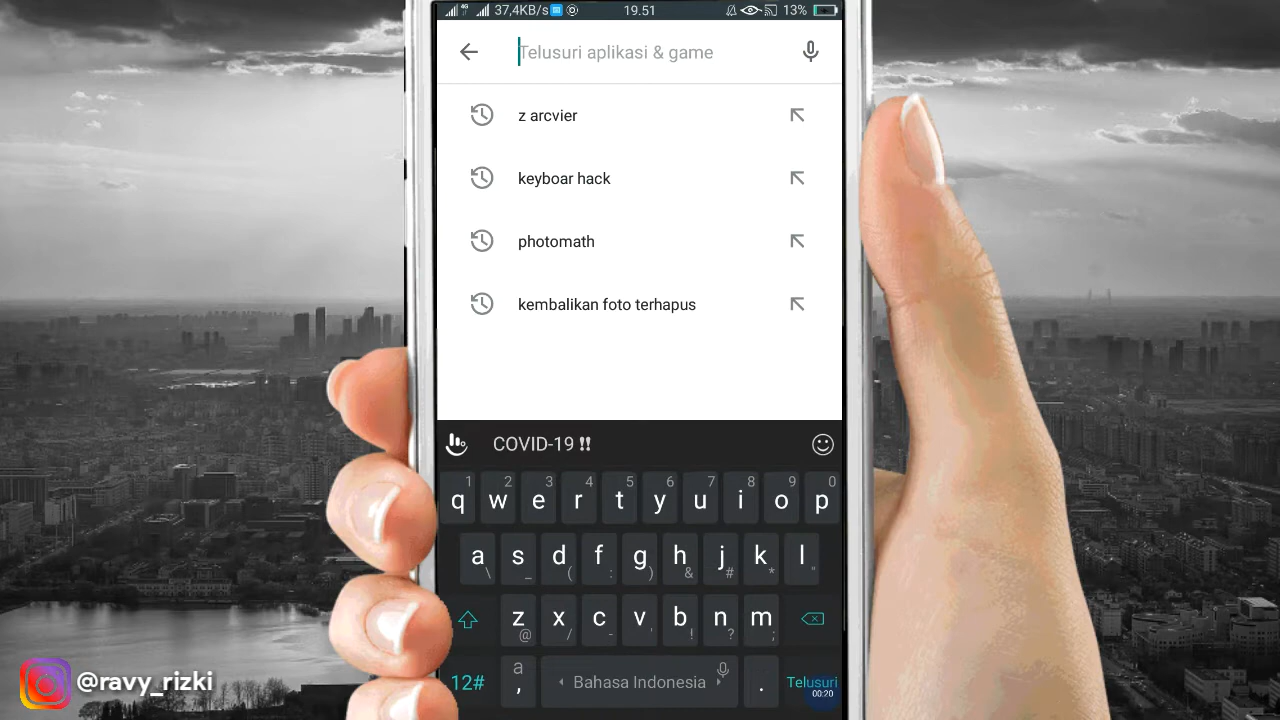 4G 37,4KB/s 19.51 13%
Telusuri aplikasi & game
z arcvier
keyboar hack
photomath
kembalikan foto terhapus
COVID-19 ‼
1 2 3 4 5 6 7 8 9 0
q w e r t y u i o p
a s d f g h j k l
\ _ ( : ) & # * "
z x c v b n m
@ / - ' ! ? ;
12# a , Bahasa Indonesia . Telusuri
00:20
@ravy_rizki